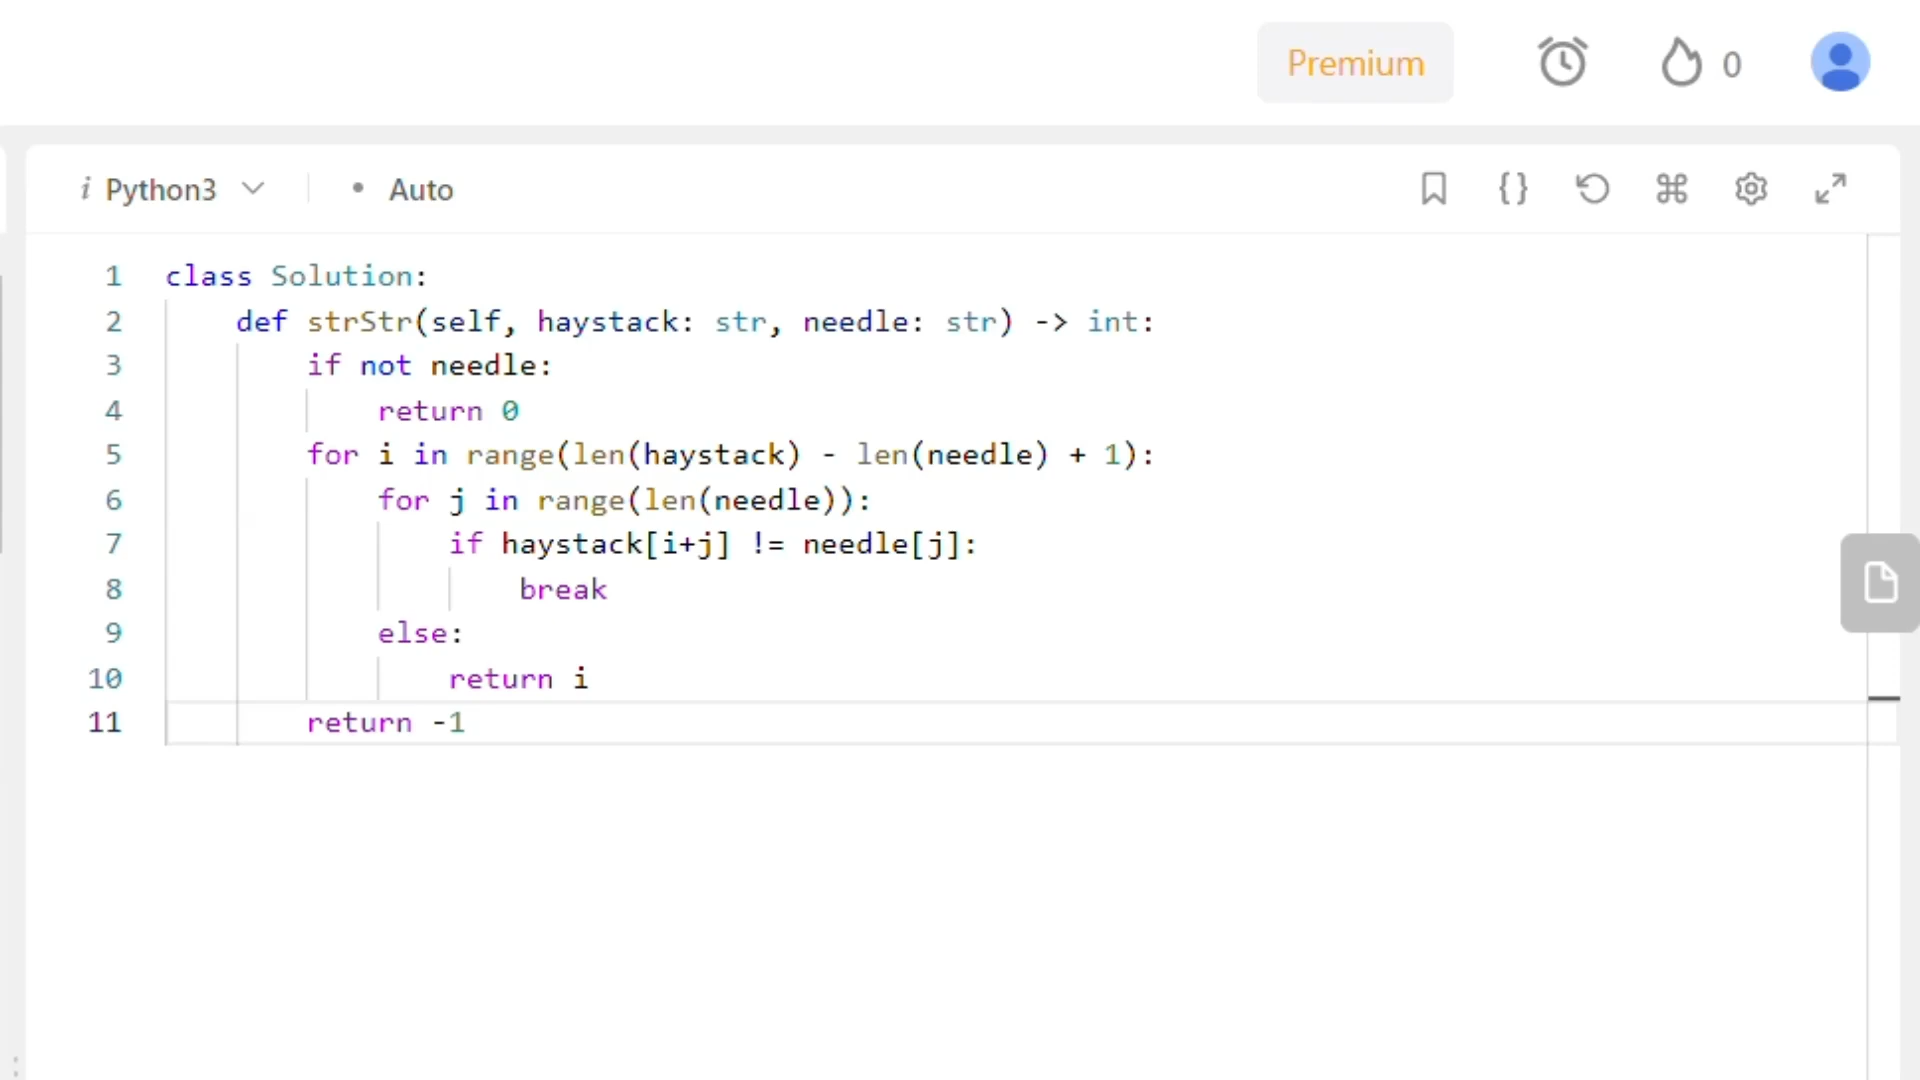 Premium
0
i Python3 • Auto
1 class Solution:
2     def strStr(self, haystack: str, needle: str) -> int:
3         if not needle:
4             return 0
5         for i in range(len(haystack) - len(needle) + 1):
6             for j in range(len(needle)):
7                 if haystack[i+j] != needle[j]:
8                     break
9             else:
10                 return i
11         return -1